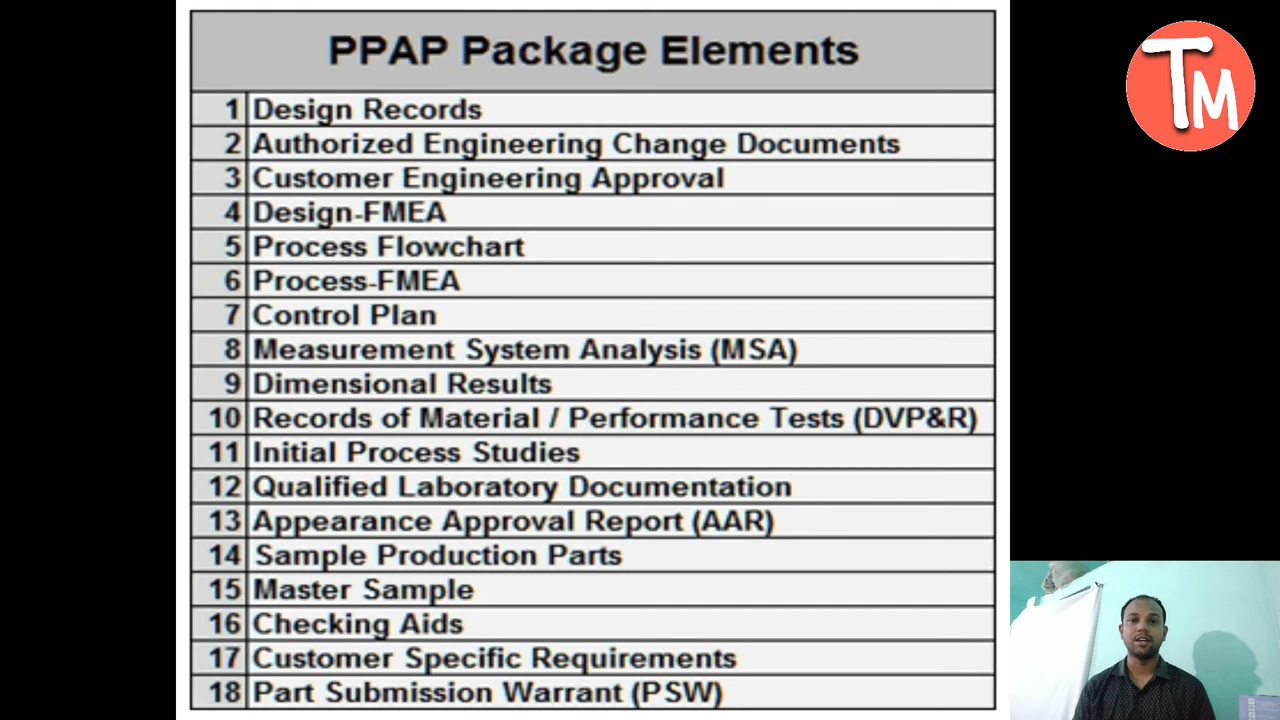 PPAP Package Elements
1 Design Records
2 Authorized Engineering Change Documents
3 Customer Engineering Approval
4 Design-FMEA
5 Process Flowchart
6 Process-FMEA
7 Control Plan
8 Measurement System Analysis (MSA)
9 Dimensional Results
10 Records of Material / Performance Tests (DVP&R)
11 Initial Process Studies
12 Qualified Laboratory Documentation
13 Appearance Approval Report (AAR)
14 Sample Production Parts
15 Master Sample
16 Checking Aids
17 Customer Specific Requirements
18 Part Submission Warrant (PSW)
TM